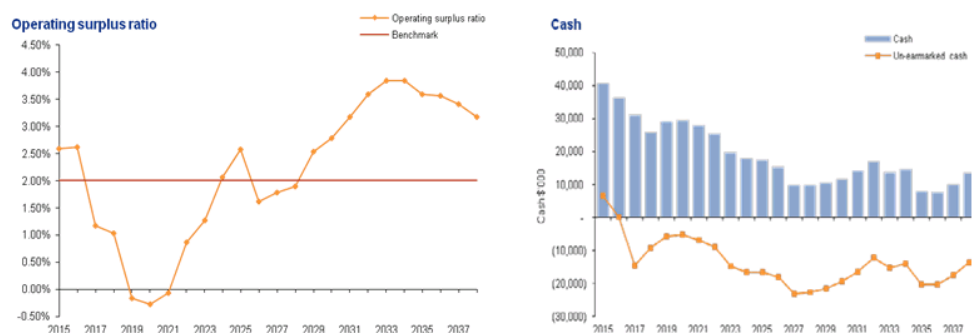 Operating surplus ratio
Operating surplus ratio
Benchmark
4.50%
4.00%
3.50%
3.00%
2.50%
2.00%
1.50%
1.00%
0.50%
0.00%
-0.50%
2015 2017 2019 2021 2023 2025 2027 2029 2031 2033 2035 2037
Cash
Cash
Un-earmarked cash
50,000
40,000
30,000
20,000
10,000
-
(10,000)
(20,000)
(30,000)
Cash $'000
2015 2017 2019 2021 2023 2025 2027 2029 2031 2033 2035 2037